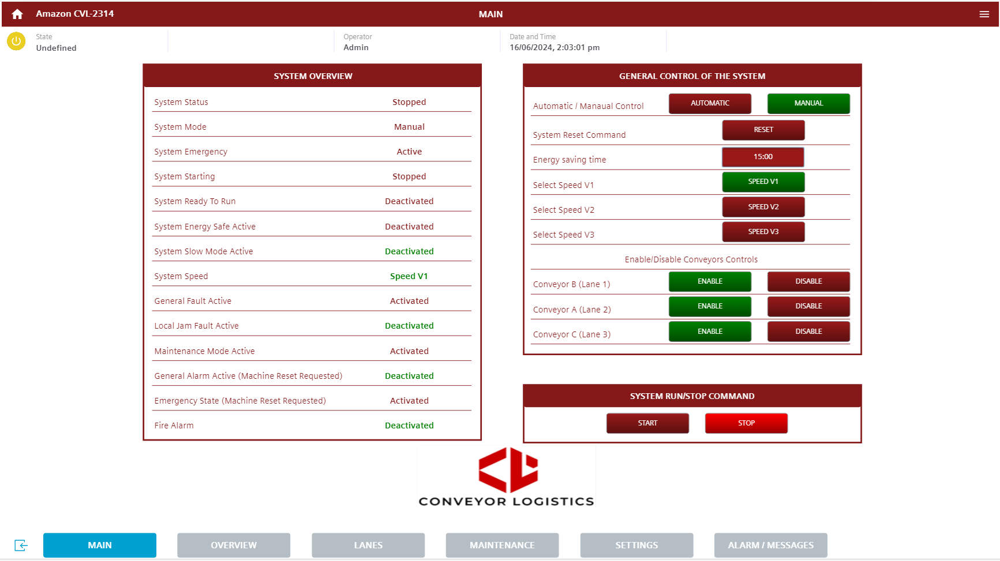 Amazon CVL-2314
MAIN
State
Undefined
Operator
Admin
Date and Time
16/06/2024, 2:03:01 pm
SYSTEM OVERVIEW
System Status Stopped
System Mode Manual
System Emergency Active
System Starting Stopped
System Ready To Run Deactivated
System Energy Safe Active Deactivated
System Slow Mode Active Deactivated
System Speed Speed V1
General Fault Active Activated
Local Jam Fault Active Deactivated
Maintenance Mode Active Activated
General Alarm Active (Machine Reset Requested) Deactivated
Emergency State (Machine Reset Requested) Activated
Fire Alarm Deactivated
GENERAL CONTROL OF THE SYSTEM
Automatic / Manaual Control AUTOMATIC MANUAL
System Reset Command RESET
Energy saving time 15:00
Select Speed V1 SPEED V1
Select Speed V2 SPEED V2
Select Speed V3 SPEED V3
Enable/Disable Conveyors Controls
Conveyor B (Lane 1) ENABLE DISABLE
Conveyor A (Lane 2) ENABLE DISABLE
Conveyor C (Lane 3) ENABLE DISABLE
SYSTEM RUN/STOP COMMAND
START STOP
CONVEYOR LOGISTICS
MAIN OVERVIEW LANES MAINTENANCE SETTINGS ALARM / MESSAGES